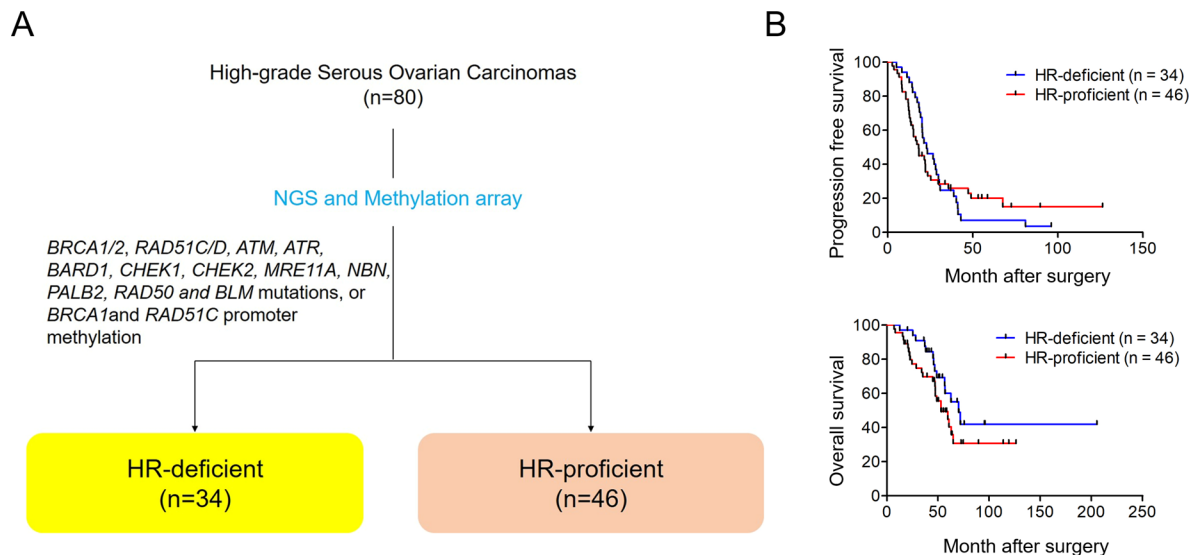 A
High-grade Serous Ovarian Carcinomas
(n=80)
NGS and Methylation array
BRCA1/2, RAD51C/D, ATM, ATR,
BARD1, CHEK1, CHEK2, MRE11A, NBN,
PALB2, RAD50 and BLM mutations, or
BRCA1and RAD51C promoter
methylation
HR-deficient
(n=34)
HR-proficient
(n=46)
B
Progression free survival
100
80
60
40
20
0
0
50
100
150
Month after surgery
HR-deficient (n = 34)
HR-proficient (n = 46)
Overall survival
100
80
60
40
20
0
0
50
100
150
200
250
Month after surgery
HR-deficient (n = 34)
HR-proficient (n = 46)